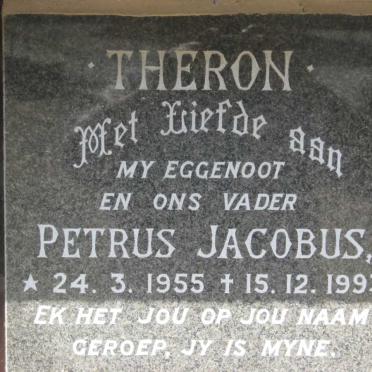 · THERON ·
Met Liefde aan
MY EGGENOOT
EN ONS VADER
PETRUS JACOBUS,
★ 24. 3. 1955 ✝ 15. 12. 1993
EK HET JOU OP JOU NAAM
GEROEP, JY IS MYNE.